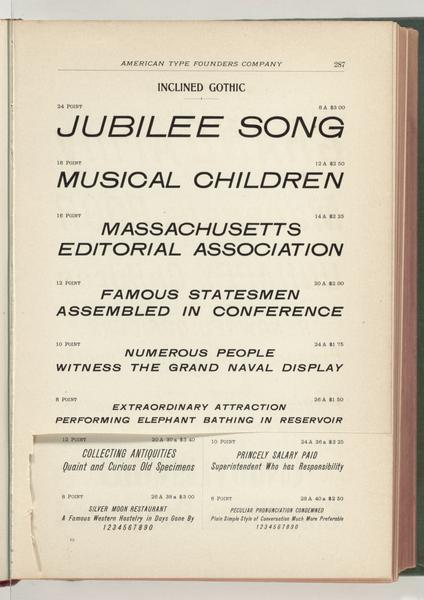 AMERICAN TYPE FOUNDERS COMPANY 287
INCLINED GOTHIC
24 POINT 8 A $3 00
JUBILEE SONG
18 POINT 12 A $2 50
MUSICAL CHILDREN
16 POINT 14 A $2 25
MASSACHUSETTS
EDITORIAL ASSOCIATION
12 POINT 20 A $2 00
FAMOUS STATESMEN
ASSEMBLED IN CONFERENCE
10 POINT 24 A $1 75
NUMEROUS PEOPLE
WITNESS THE GRAND NAVAL DISPLAY
8 POINT 26 A $1 50
EXTRAORDINARY ATTRACTION
PERFORMING ELEPHANT BATHING IN RESERVOIR
12 POINT 20 A 30 a $3 40
COLLECTING ANTIQUITIES
Quaint and Curious Old Specimens
10 POINT 24 A 36 a $3 25
PRINCELY SALARY PAID
Superintendent Who has Responsibility
8 POINT 26 A 38 a $3 00
SILVER MOON RESTAURANT
A Famous Western Hostelry in Days Gone By
1234567890
6 POINT 28 A 40 a $2 50
PECULIAR PRONUNCIATION CONDEMNED
Plain Simple Style of Conversation Much More Preferable
1234567890